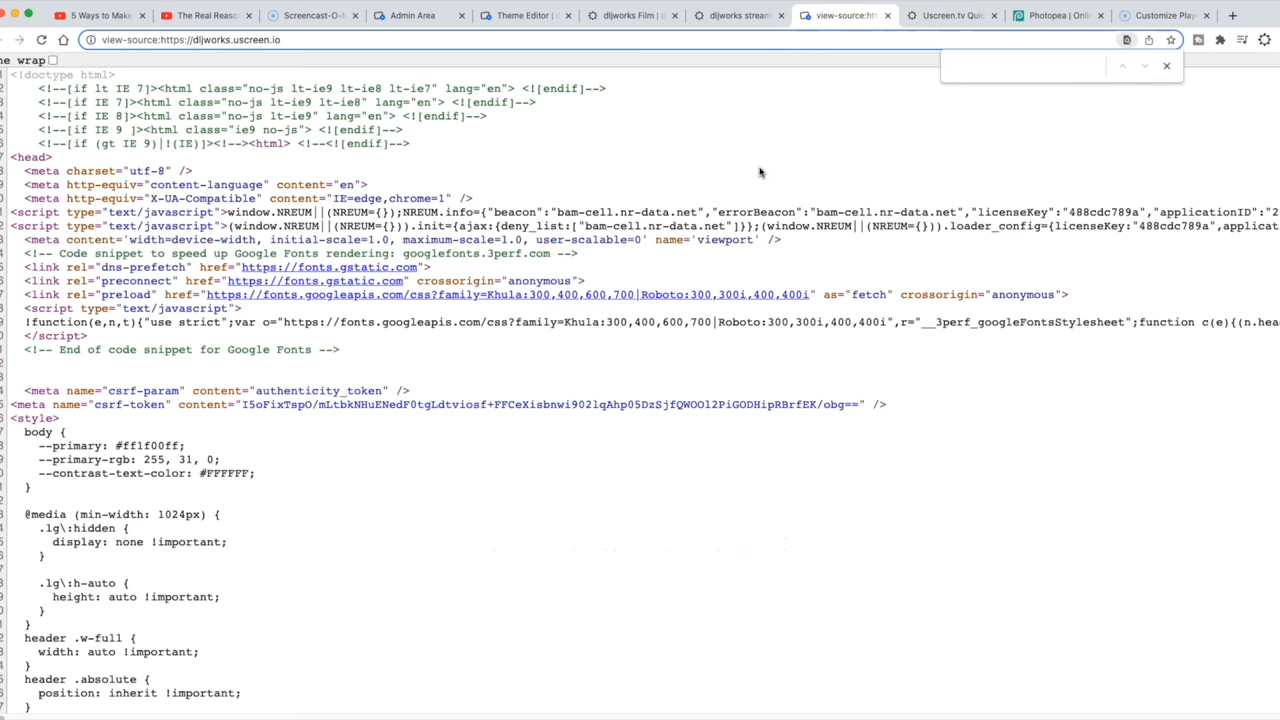 5 Ways to Make
The Real Reaso
Screencast-O-M
Admin Area
Theme Editor | d
dljworks Film | d
dljworks stream
view-source:htt
Uscreen.tv Quic
Photopea | Onli
Customize Playe
view-source:https://dljworks.uscreen.io
ne wrap
<!doctype html>
<!--[if lt IE 7]><html class="no-js lt-ie9 lt-ie8 lt-ie7" lang="en"> <![endif]-->
<!--[if IE 7]><html class="no-js lt-ie9 lt-ie8" lang="en"> <![endif]-->
<!--[if IE 8]><html class="no-js lt-ie9" lang="en"> <![endif]-->
<!--[if IE 9 ]><html class="ie9 no-js"> <![endif]-->
<!--[if (gt IE 9)|!(IE)]><!--><html> <!--<![endif]-->
<head>
<meta charset="utf-8" />
<meta http-equiv="content-language" content="en">
<meta http-equiv="X-UA-Compatible" content="IE=edge,chrome=1" />
<script type="text/javascript">window.NREUM||(NREUM={});NREUM.info={"beacon":"bam-cell.nr-data.net","errorBeacon":"bam-cell.nr-data.net","licenseKey":"488cdc789a","applicationID":"2
<script type="text/javascript">(window.NREUM||(NREUM={})).init={ajax:{deny_list:["bam-cell.nr-data.net"]}};(window.NREUM||(NREUM={})).loader_config={licenseKey:"488cdc789a",applicat
<meta content='width=device-width, initial-scale=1.0, maximum-scale=1.0, user-scalable=0' name='viewport' />
<!-- Code snippet to speed up Google Fonts rendering: googlefonts.3perf.com -->
<link rel="dns-prefetch" href="https://fonts.gstatic.com">
<link rel="preconnect" href="https://fonts.gstatic.com" crossorigin="anonymous">
<link rel="preload" href="https://fonts.googleapis.com/css?family=Khula:300,400,600,700|Roboto:300,300i,400,400i" as="fetch" crossorigin="anonymous">
<script type="text/javascript">
!function(e,n,t){"use strict";var o="https://fonts.googleapis.com/css?family=Khula:300,400,600,700|Roboto:300,300i,400,400i",r="__3perf_googleFontsStylesheet";function c(e){(n.hea
</script>
<!-- End of code snippet for Google Fonts -->
<meta name="csrf-param" content="authenticity_token" />
<meta name="csrf-token" content="I5oFixTspO/mLtbkNHuENedF0tgLdtviosf+FFCeXisbnwi902lqAhp05DzSjfQWOOl2PiGODHipRBrfEK/obg==" />
<style>
body {
--primary: #ff1f00ff;
--primary-rgb: 255, 31, 0;
--contrast-text-color: #FFFFFF;
}
@media (min-width: 1024px) {
.lg\:hidden {
display: none !important;
}
.lg\:h-auto {
height: auto !important;
}
}
header .w-full {
width: auto !important;
}
header .absolute {
position: inherit !important;
}